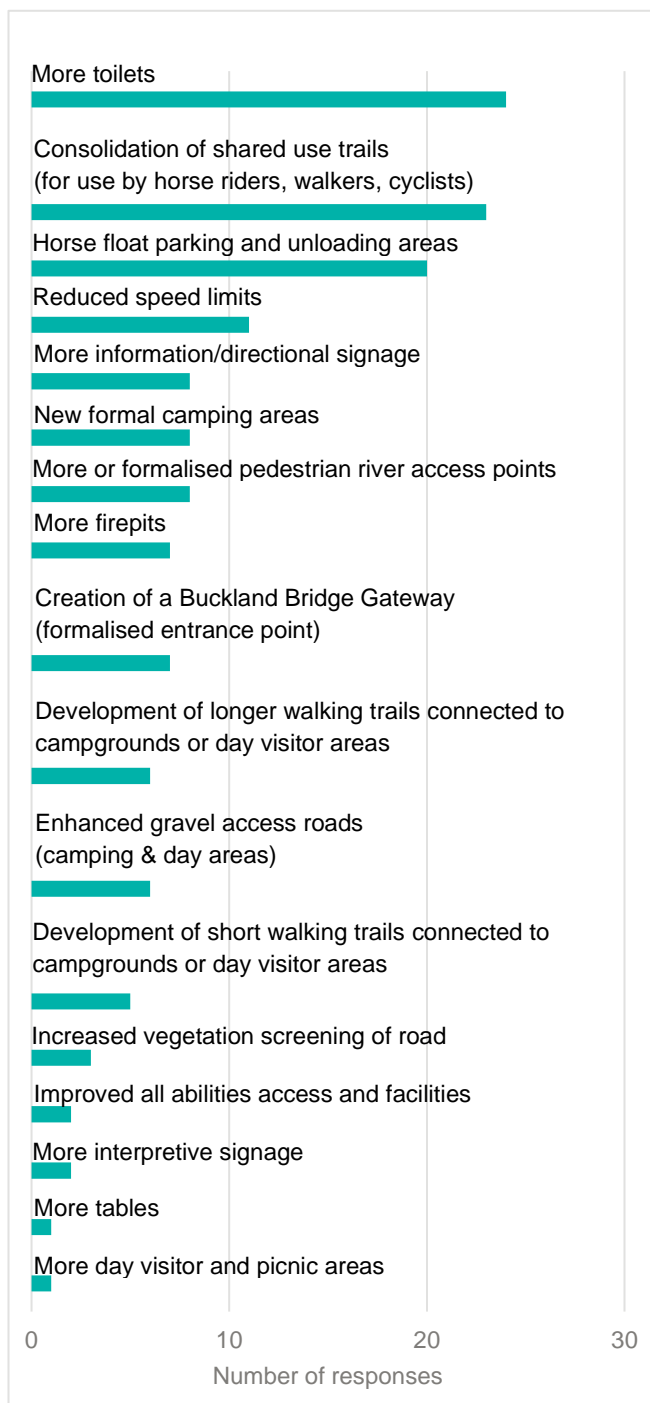 More toilets
Consolidation of shared use trails
(for use by horse riders, walkers, cyclists)
Horse float parking and unloading areas
Reduced speed limits
More information/directional signage
New formal camping areas
More or formalised pedestrian river access points
More firepits
Creation of a Buckland Bridge Gateway
(formalised entrance point)
Development of longer walking trails connected to
campgrounds or day visitor areas
Enhanced gravel access roads
(camping & day areas)
Development of short walking trails connected to
campgrounds or day visitor areas
Increased vegetation screening of road
Improved all abilities access and facilities
More interpretive signage
More tables
More day visitor and picnic areas
0 10 20 30
Number of responses